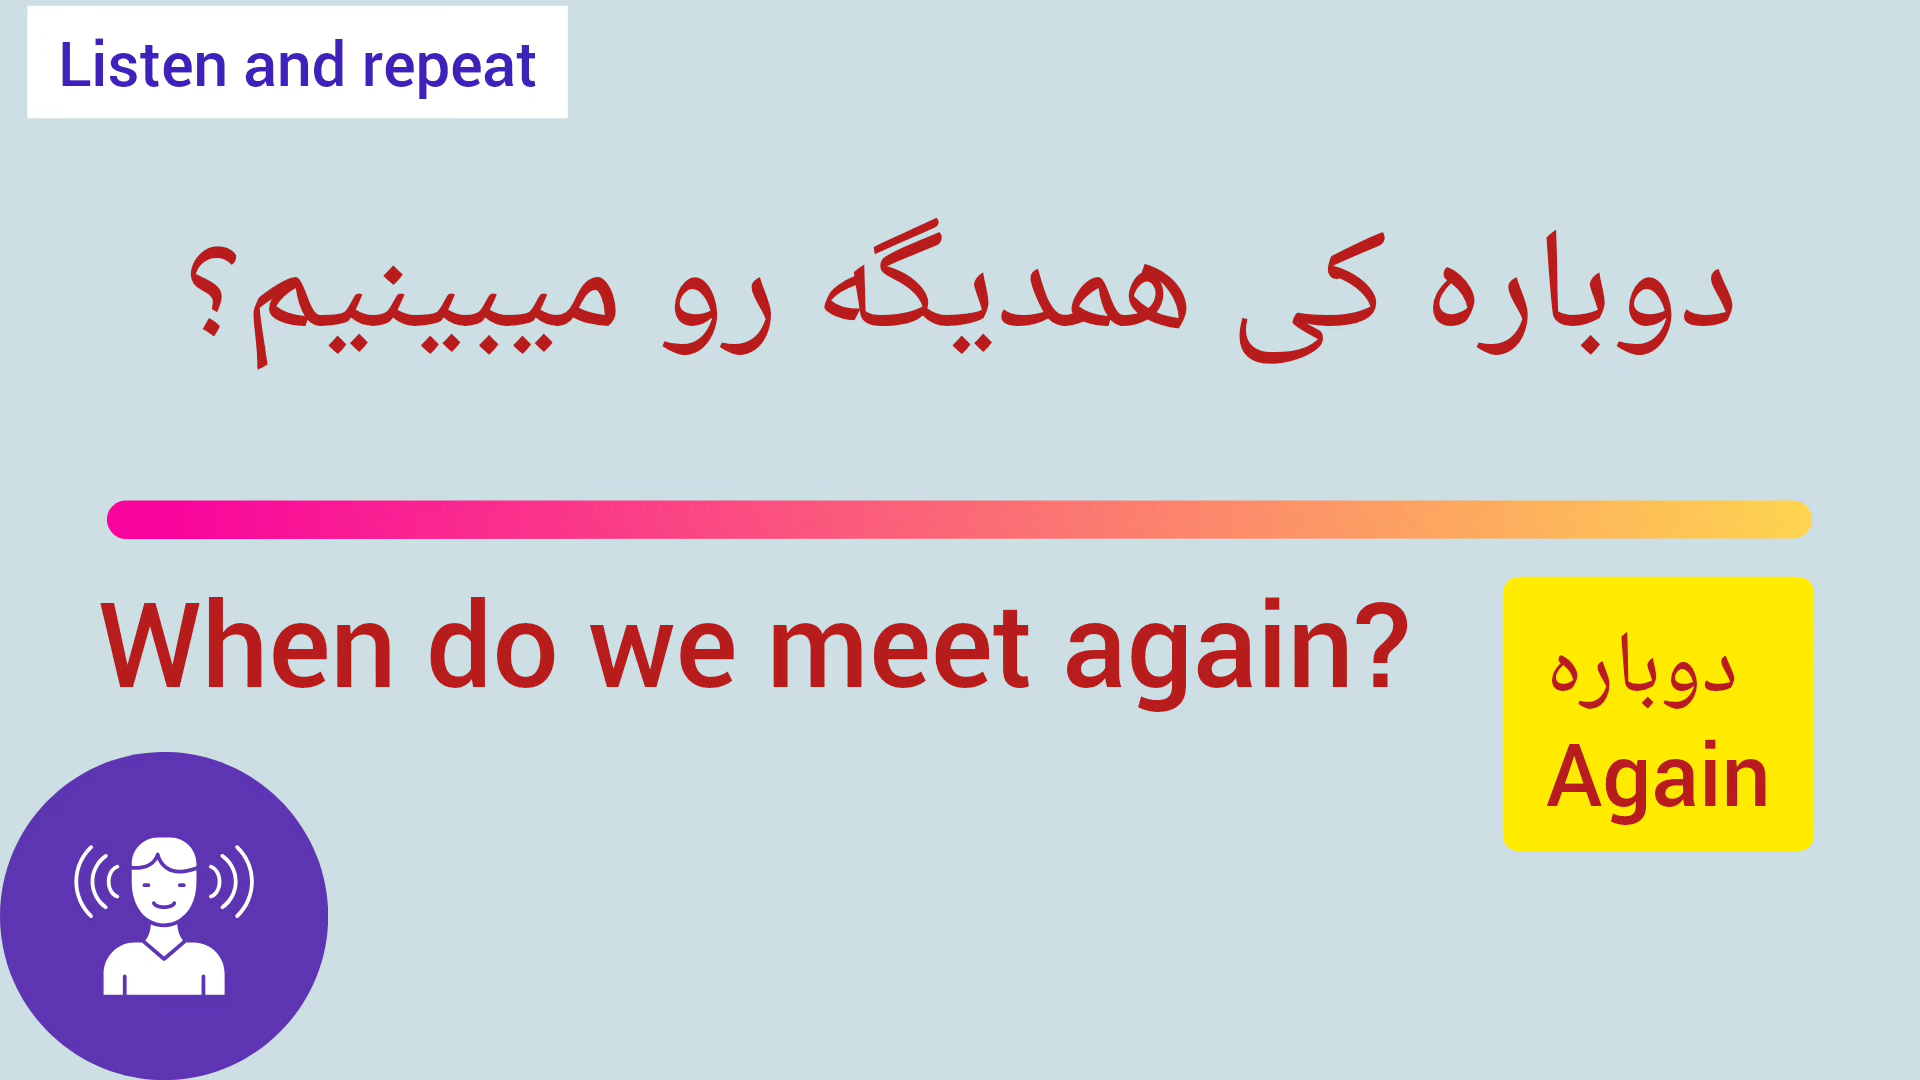 Listen and repeat
دوباره کی همدیگه رو میبینیم؟
When do we meet again?
دوباره
Again